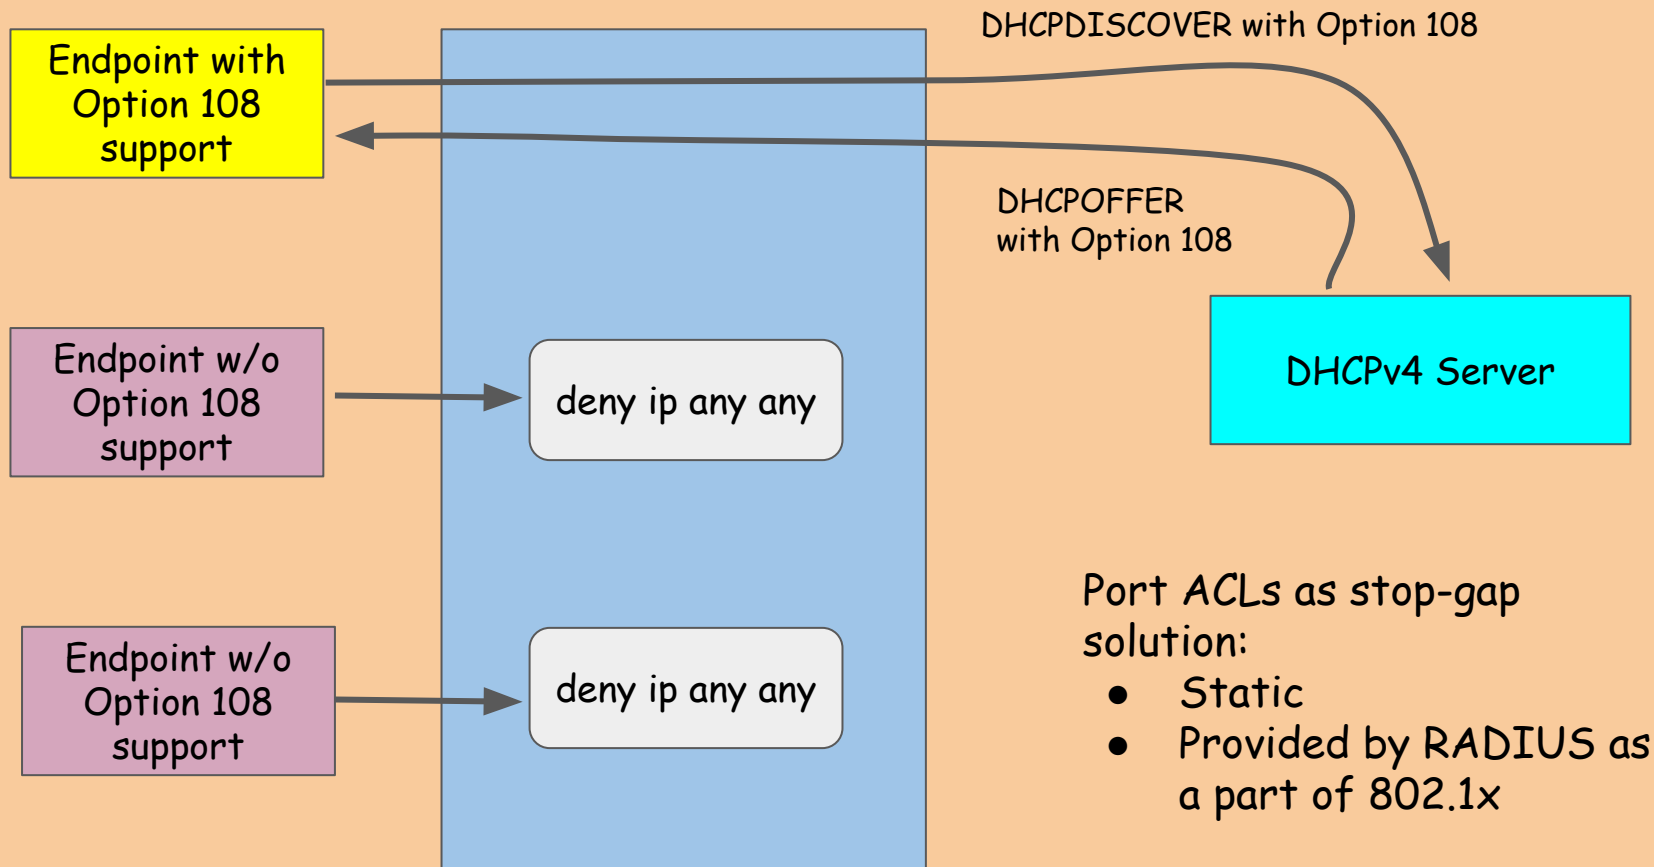 DHCPDISCOVER with Option 108
Endpoint with
Option 108
support
DHCPOFFER
with Option 108
Endpoint w/o
Option 108
support
deny ip any any
DHCPv4 Server
Endpoint w/o
Option 108
support
deny ip any any
Port ACLs as stop-gap
solution:
● Static
● Provided by RADIUS as
a part of 802.1x